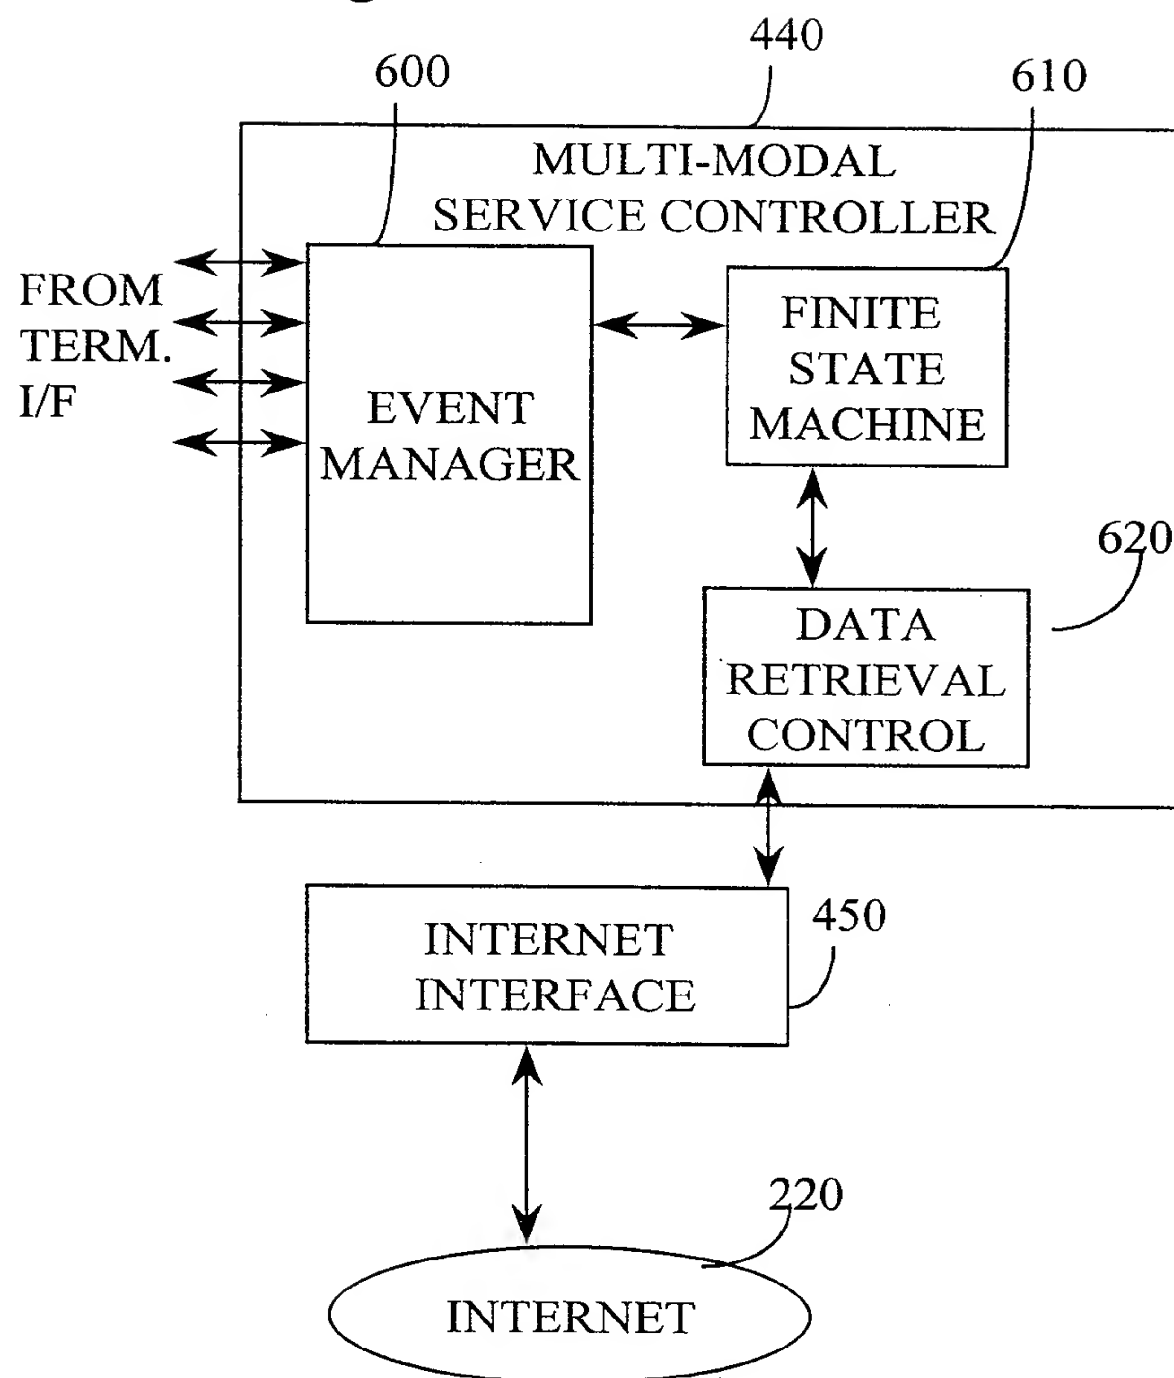 440
600
610
MULTI-MODAL
SERVICE CONTROLLER
FROM
TERM.
I/F
EVENT
MANAGER
FINITE
STATE
MACHINE
620
DATA
RETRIEVAL
CONTROL
INTERNET
INTERFACE
450
220
INTERNET